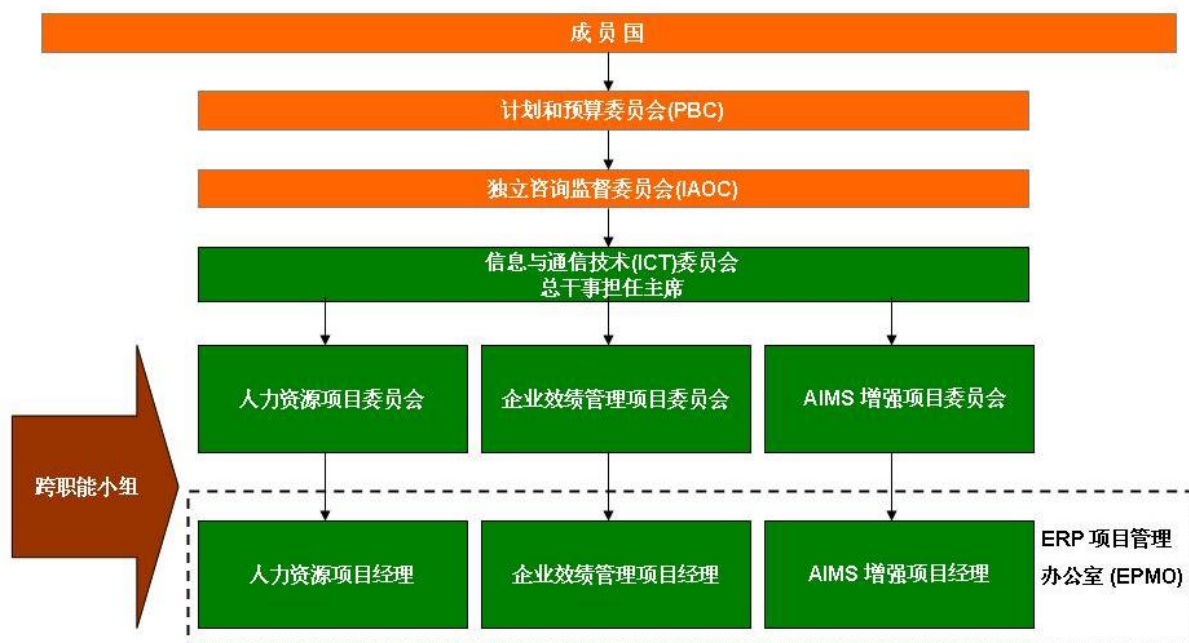 成 员 国
计划和预算委员会(PBC)
独立咨询监督委员会(IAOC)
信息与通信技术(ICT)委员会
总干事担任主席
人力资源项目委员会
企业效绩管理项目委员会
AIMS 增强项目委员会
跨职能小组
人力资源项目经理
企业效绩管理项目经理
AIMS 增强项目经理
ERP 项目管理
办公室 (EPMO)